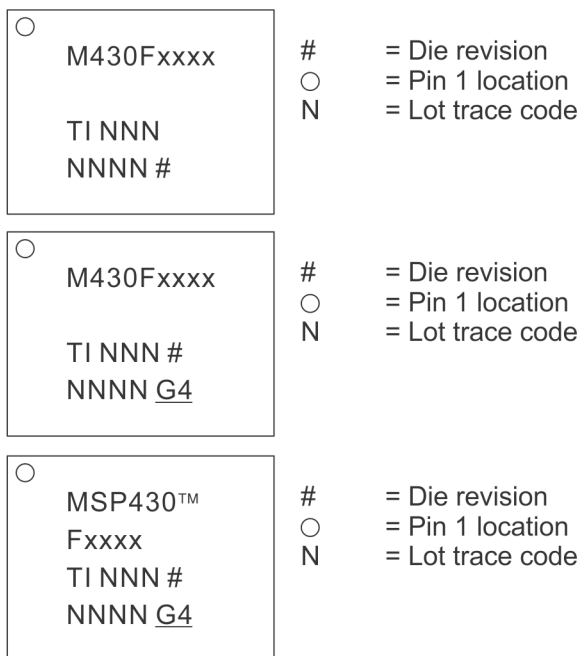 M430Fxxxx
TI NNN
NNNN #
# = Die revision
○ = Pin 1 location
N = Lot trace code
M430Fxxxx
TI NNN #
NNNN G4
# = Die revision
○ = Pin 1 location
N = Lot trace code
MSP430™
Fxxxx
TI NNN #
NNNN G4
# = Die revision
○ = Pin 1 location
N = Lot trace code